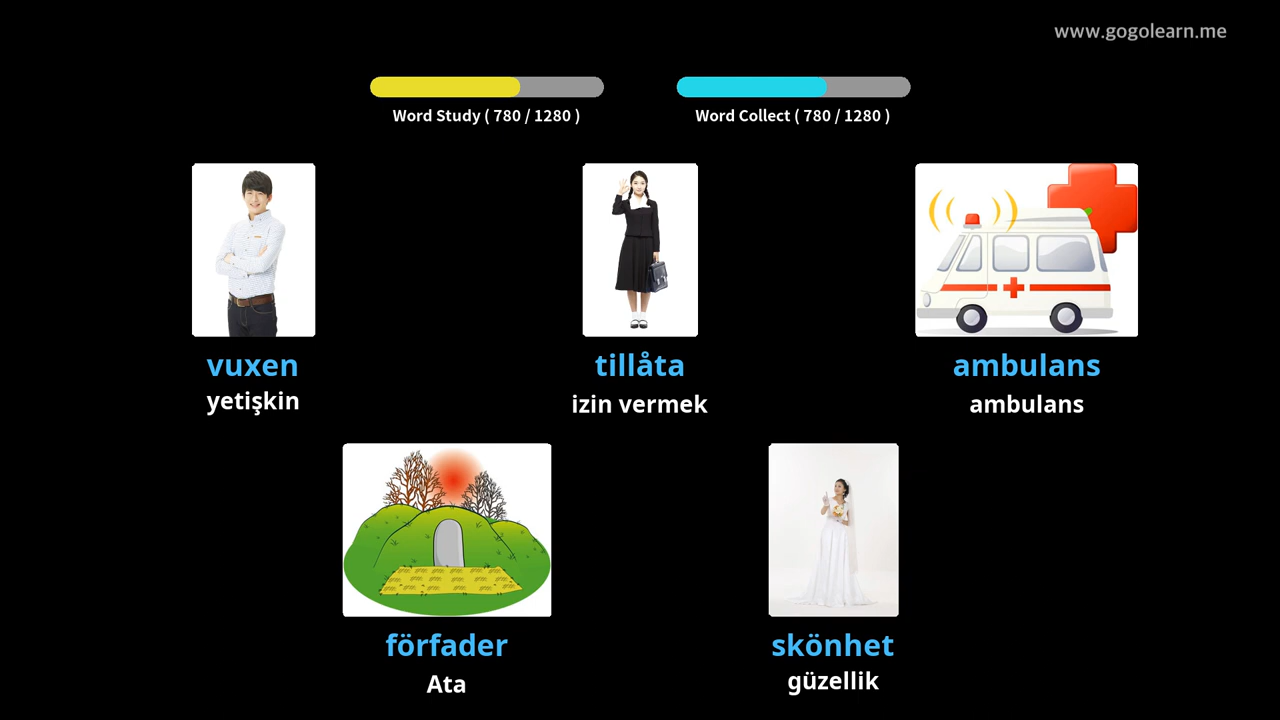 www.gogolearn.me
Word Study ( 780 / 1280 )
Word Collect ( 780 / 1280 )
vuxen
yetişkin
tillåta
izin vermek
ambulans
ambulans
förfader
Ata
skönhet
güzellik